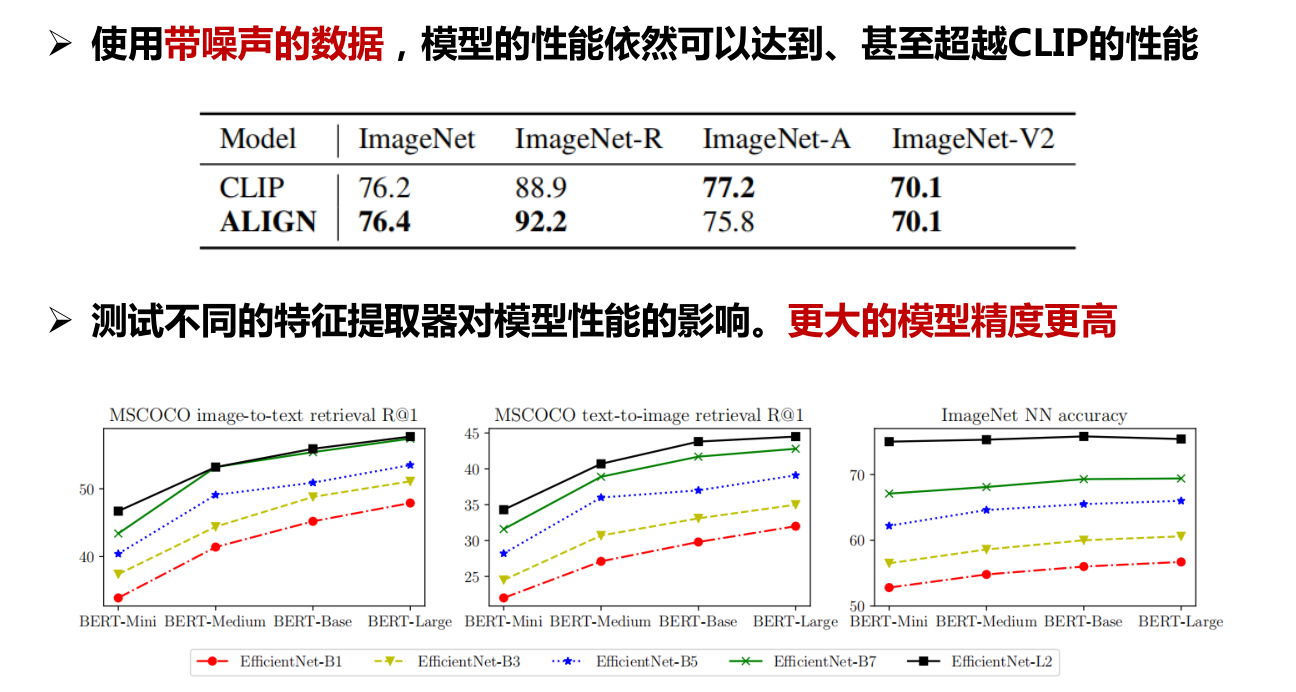 ➢ 使用带噪声的数据，模型的性能依然可以达到、甚至超越CLIP的性能
Model ImageNet ImageNet-R ImageNet-A ImageNet-V2
CLIP 76.2 88.9 77.2 70.1
ALIGN 76.4 92.2 75.8 70.1
➢ 测试不同的特征提取器对模型性能的影响。更大的模型精度更高
MSCOCO image-to-text retrieval R@1
50
40
BERT-Mini BERT-Medium BERT-Base BERT-Large
MSCOCO text-to-image retrieval R@1
45
40
35
30
25
BERT-Mini BERT-Medium BERT-Base BERT-Large
ImageNet NN accuracy
70
60
50
BERT-Mini BERT-Medium BERT-Base BERT-Large
EfficientNet-B1 EfficientNet-B3 EfficientNet-B5 EfficientNet-B7 EfficientNet-L2